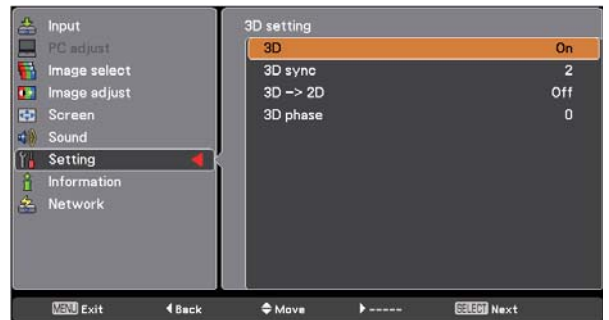 Input
PC adjust
Image select
Image adjust
Screen
Sound
Setting
Information
Network
3D setting
3D On
3D sync 2
3D -> 2D Off
3D phase 0
MENU Exit ◀Back Move ▶----- SELECT Next